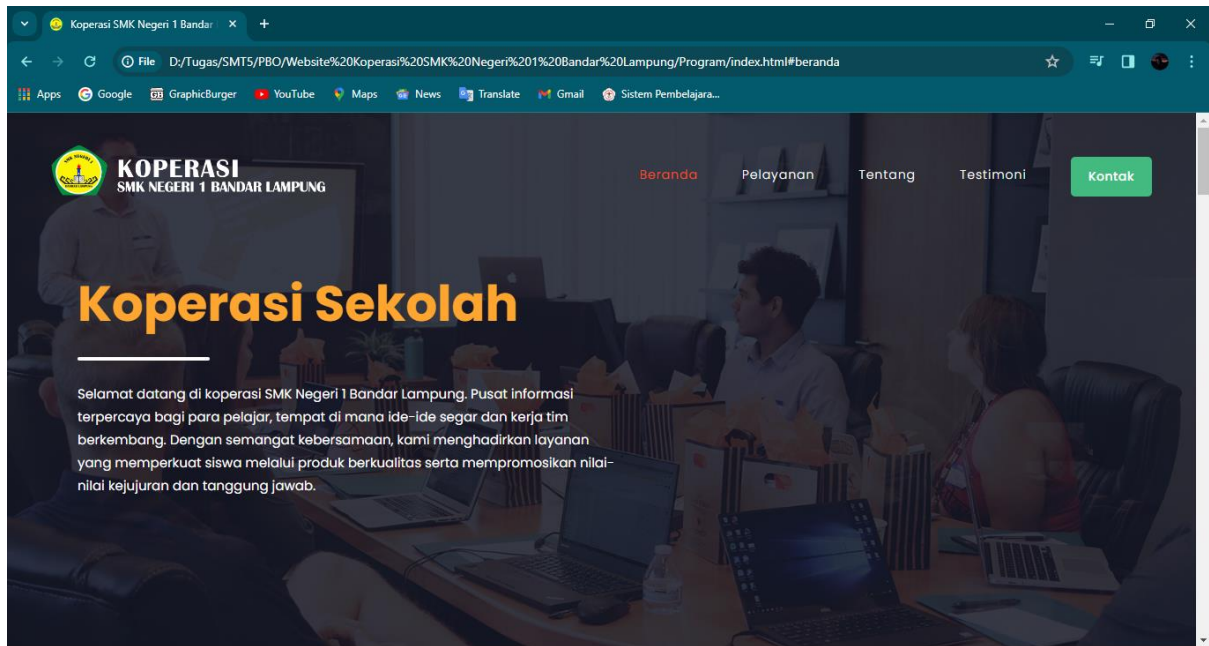 Koperasi SMK Negeri 1 Bandar
File D:/Tugas/SMT5/PBO/Website%20Koperasi%20SMK%20Negeri%201%20Bandar%20Lampung/Program/index.html#beranda
Apps Google GraphicBurger YouTube Maps News Translate Gmail Sistem Pembelajara...
KOPERASI
SMK NEGERI 1 BANDAR LAMPUNG
Beranda Pelayanan Tentang Testimoni Kontak
Koperasi Sekolah
Selamat datang di koperasi SMK Negeri 1 Bandar Lampung. Pusat informasi
terpercaya bagi para pelajar, tempat di mana ide-ide segar dan kerja tim
berkembang. Dengan semangat kebersamaan, kami menghadirkan layanan
yang memperkuat siswa melalui produk berkualitas serta mempromosikan nilai-
nilai kejujuran dan tanggung jawab.